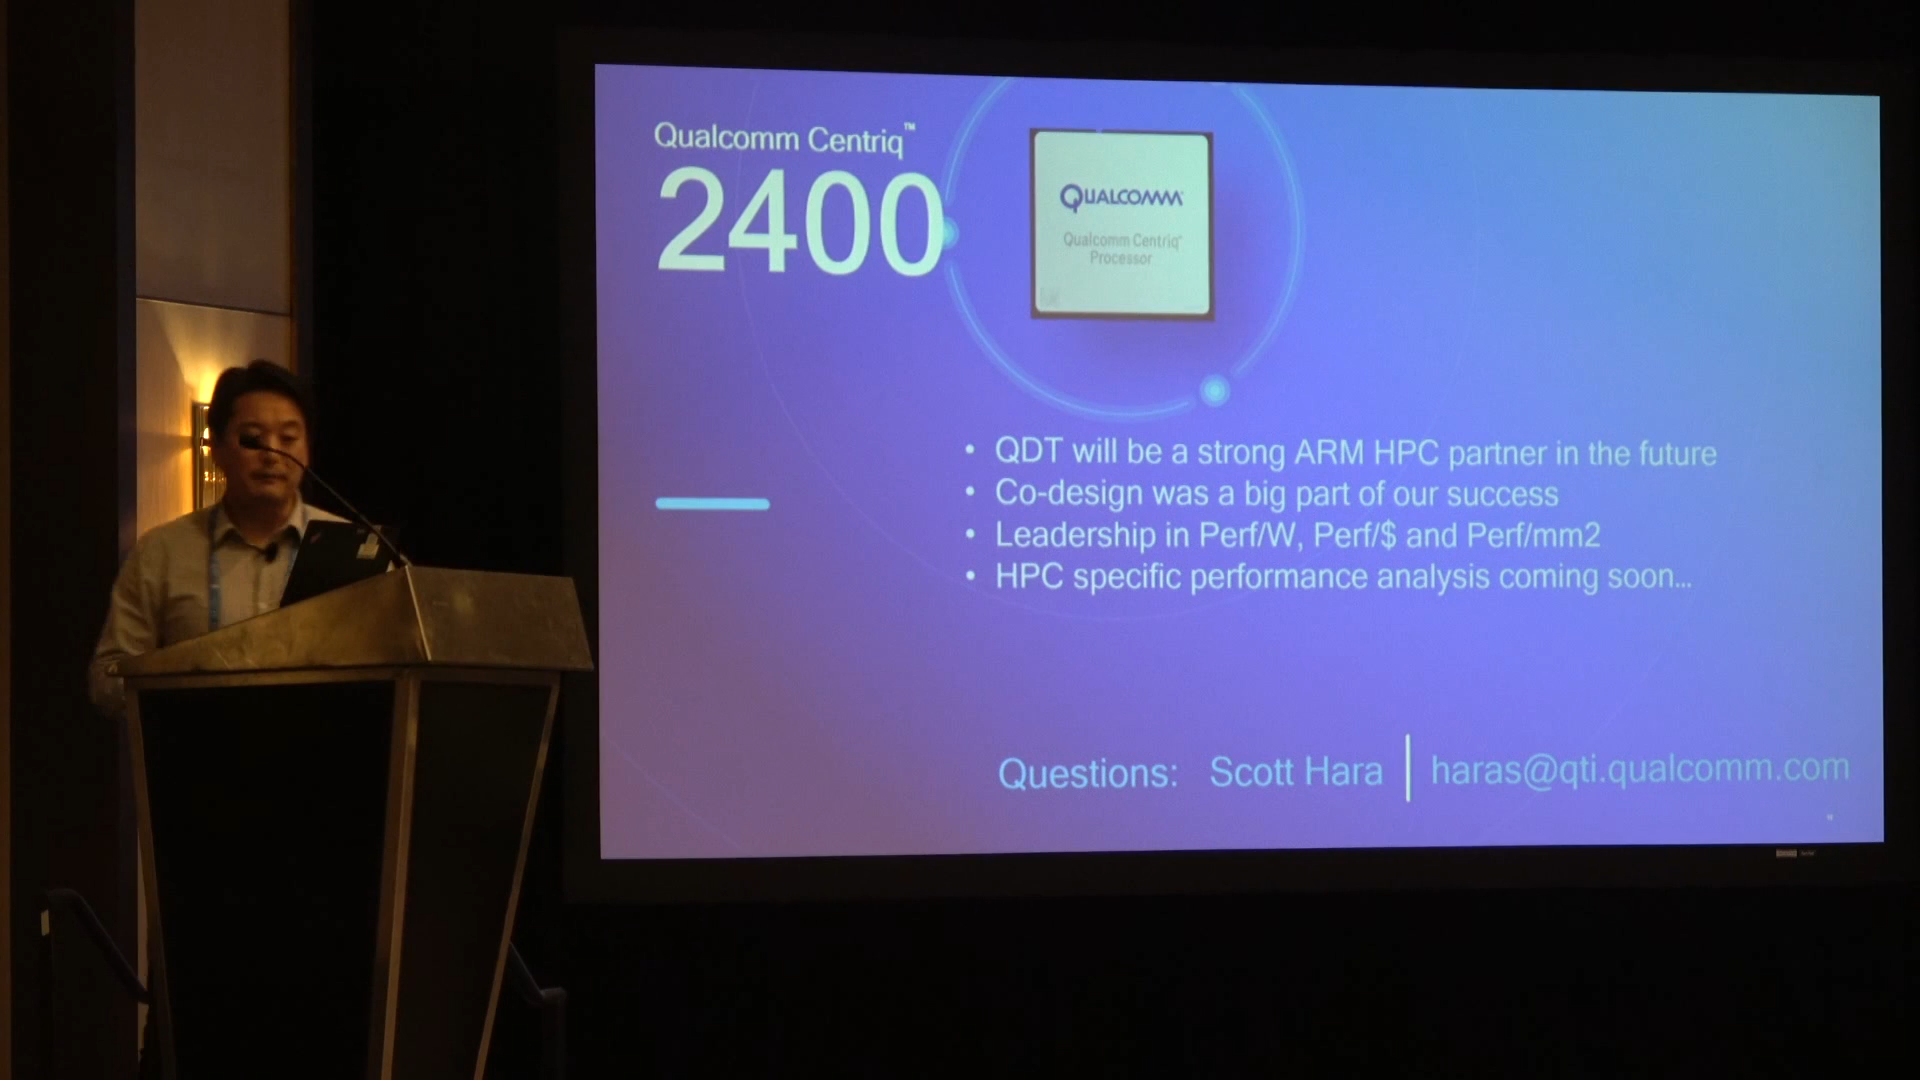 Qualcomm Centriq™
2400
QUALCOMM
Qualcomm Centriq
Processor
• QDT will be a strong ARM HPC partner in the future
• Co-design was a big part of our success
• Leadership in Perf/W, Perf/$ and Perf/mm2
• HPC specific performance analysis coming soon...
Questions: Scott Hara | haras@qti.qualcomm.com